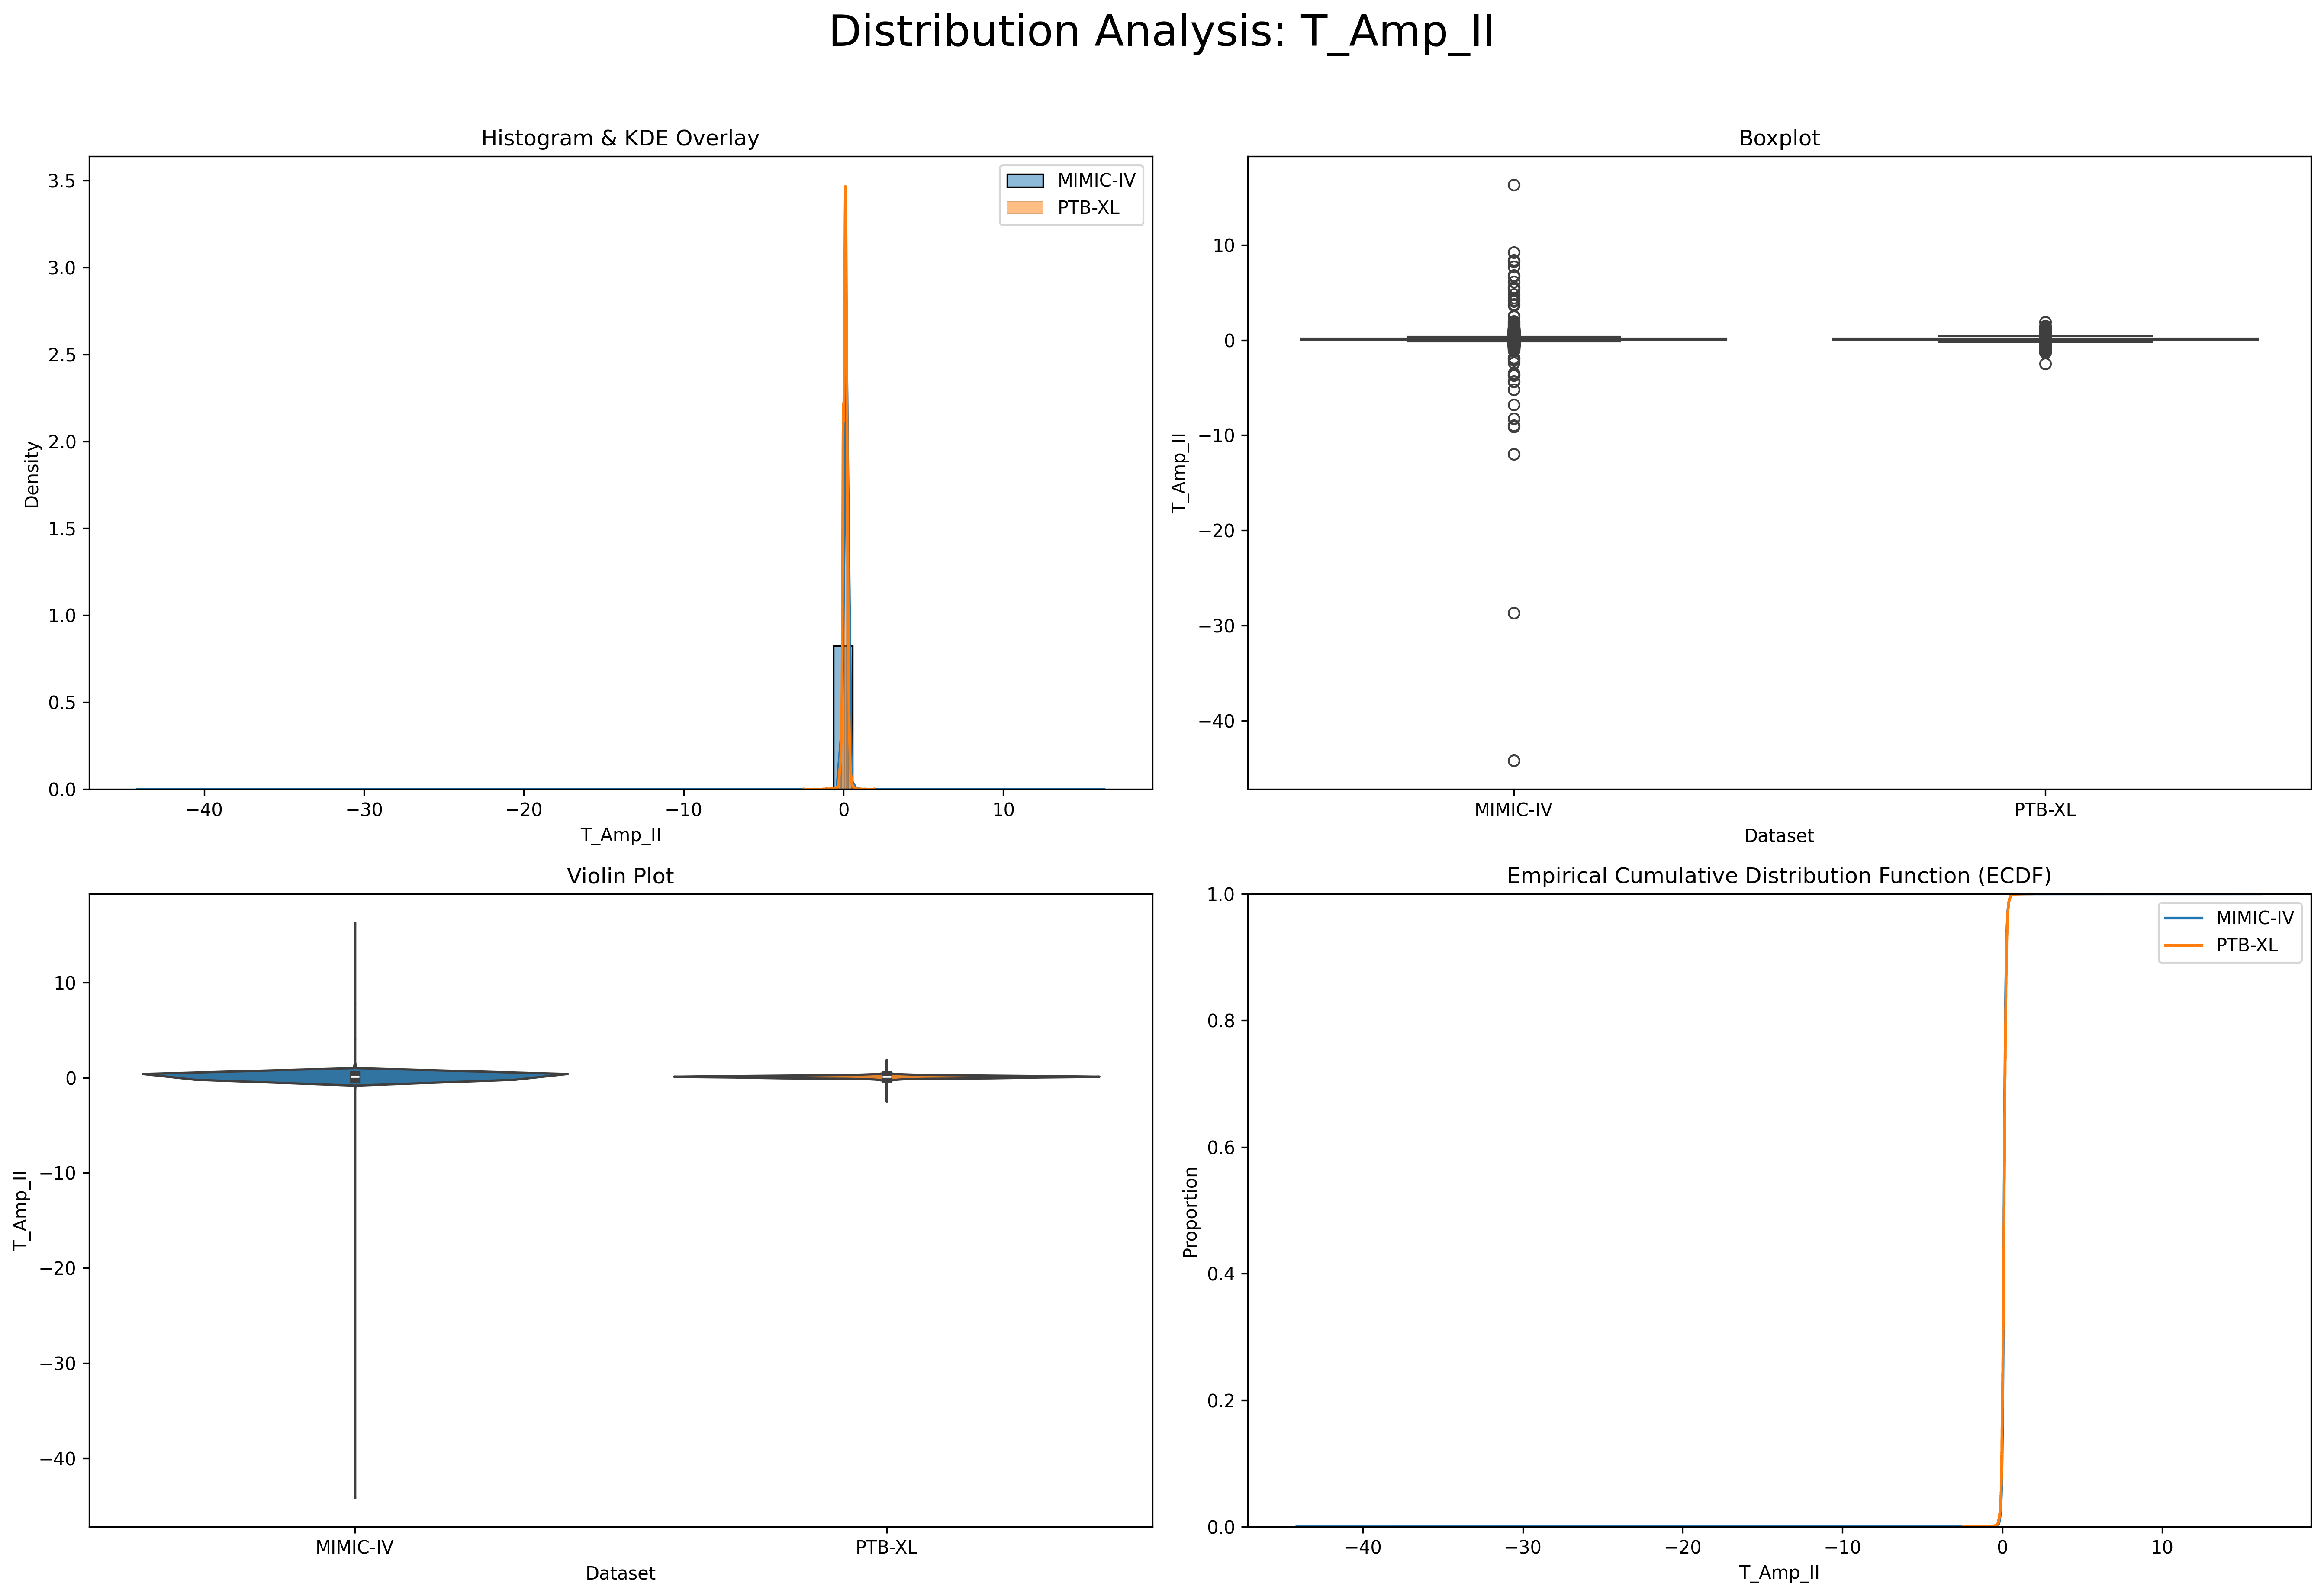 Distribution Analysis: T_Amp_II
Histogram & KDE Overlay
3.5
3.0
2.5
2.0
1.5
1.0
0.5
0.0
Density
MIMIC-IV
PTB-XL
−40
−30
−20
−10
0
10
T_Amp_II
Boxplot
10
0
−10
−20
−30
−40
T_Amp_II
MIMIC-IV
PTB-XL
Dataset
Violin Plot
10
0
−10
−20
−30
−40
T_Amp_II
MIMIC-IV
PTB-XL
Dataset
Empirical Cumulative Distribution Function (ECDF)
1.0
0.8
0.6
0.4
0.2
0.0
Proportion
MIMIC-IV
PTB-XL
−40
−30
−20
−10
0
10
T_Amp_II